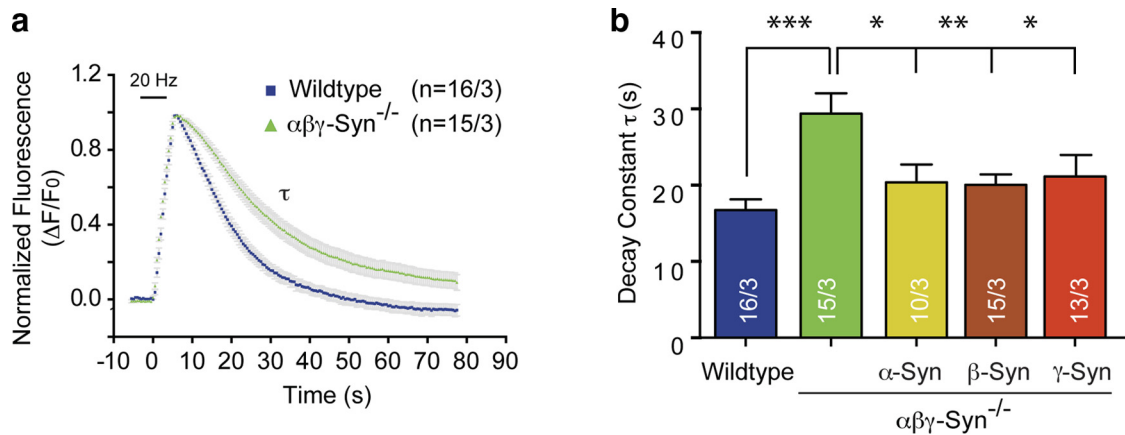 a
20 Hz
Wildtype (n=16/3)
αβγ-Syn⁻/⁻ (n=15/3)
τ
Normalized Fluorescence
(ΔF/F0)
1.2
0.8
0.4
0.0
-10 0 10 20 30 40 50 60 70 80 90
Time (s)
b
*** * ** *
Decay Constant τ (s)
40
30
20
10
0
16/3 15/3 10/3 15/3 13/3
Wildtype α-Syn β-Syn γ-Syn
αβγ-Syn⁻/⁻